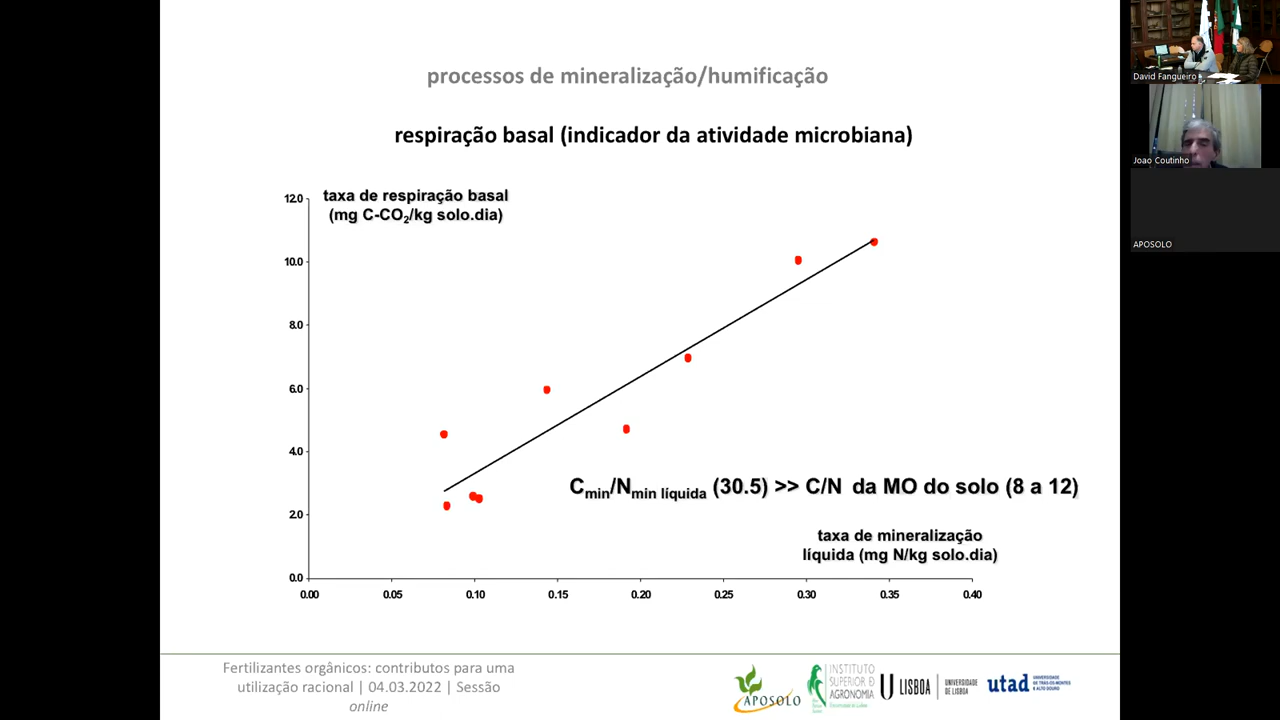 processos de mineralização/humificação
respiração basal (indicador da atividade microbiana)
taxa de respiração basal
(mg C-CO₂/kg solo.dia)
12.0
10.0
8.0
6.0
4.0
2.0
0.0
Cmin/Nmin líquida (30.5) >> C/N da MO do solo (8 a 12)
taxa de mineralização
líquida (mg N/kg solo.dia)
0.00 0.05 0.10 0.15 0.20 0.25 0.30 0.35 0.40
Fertilizantes orgânicos: contributos para uma
utilização racional | 04.03.2022 | Sessão
online
APOSOLO
INSTITUTO
SUPERIOR D
AGRONOMIA
LISBOA
UNIVERSIDADE
DE LISBOA
utad
UNIVERSIDADE
DE TRÁS-OS-MONTES
E ALTO DOURO
David Fangueiro
Joao Coutinho
APOSOLO